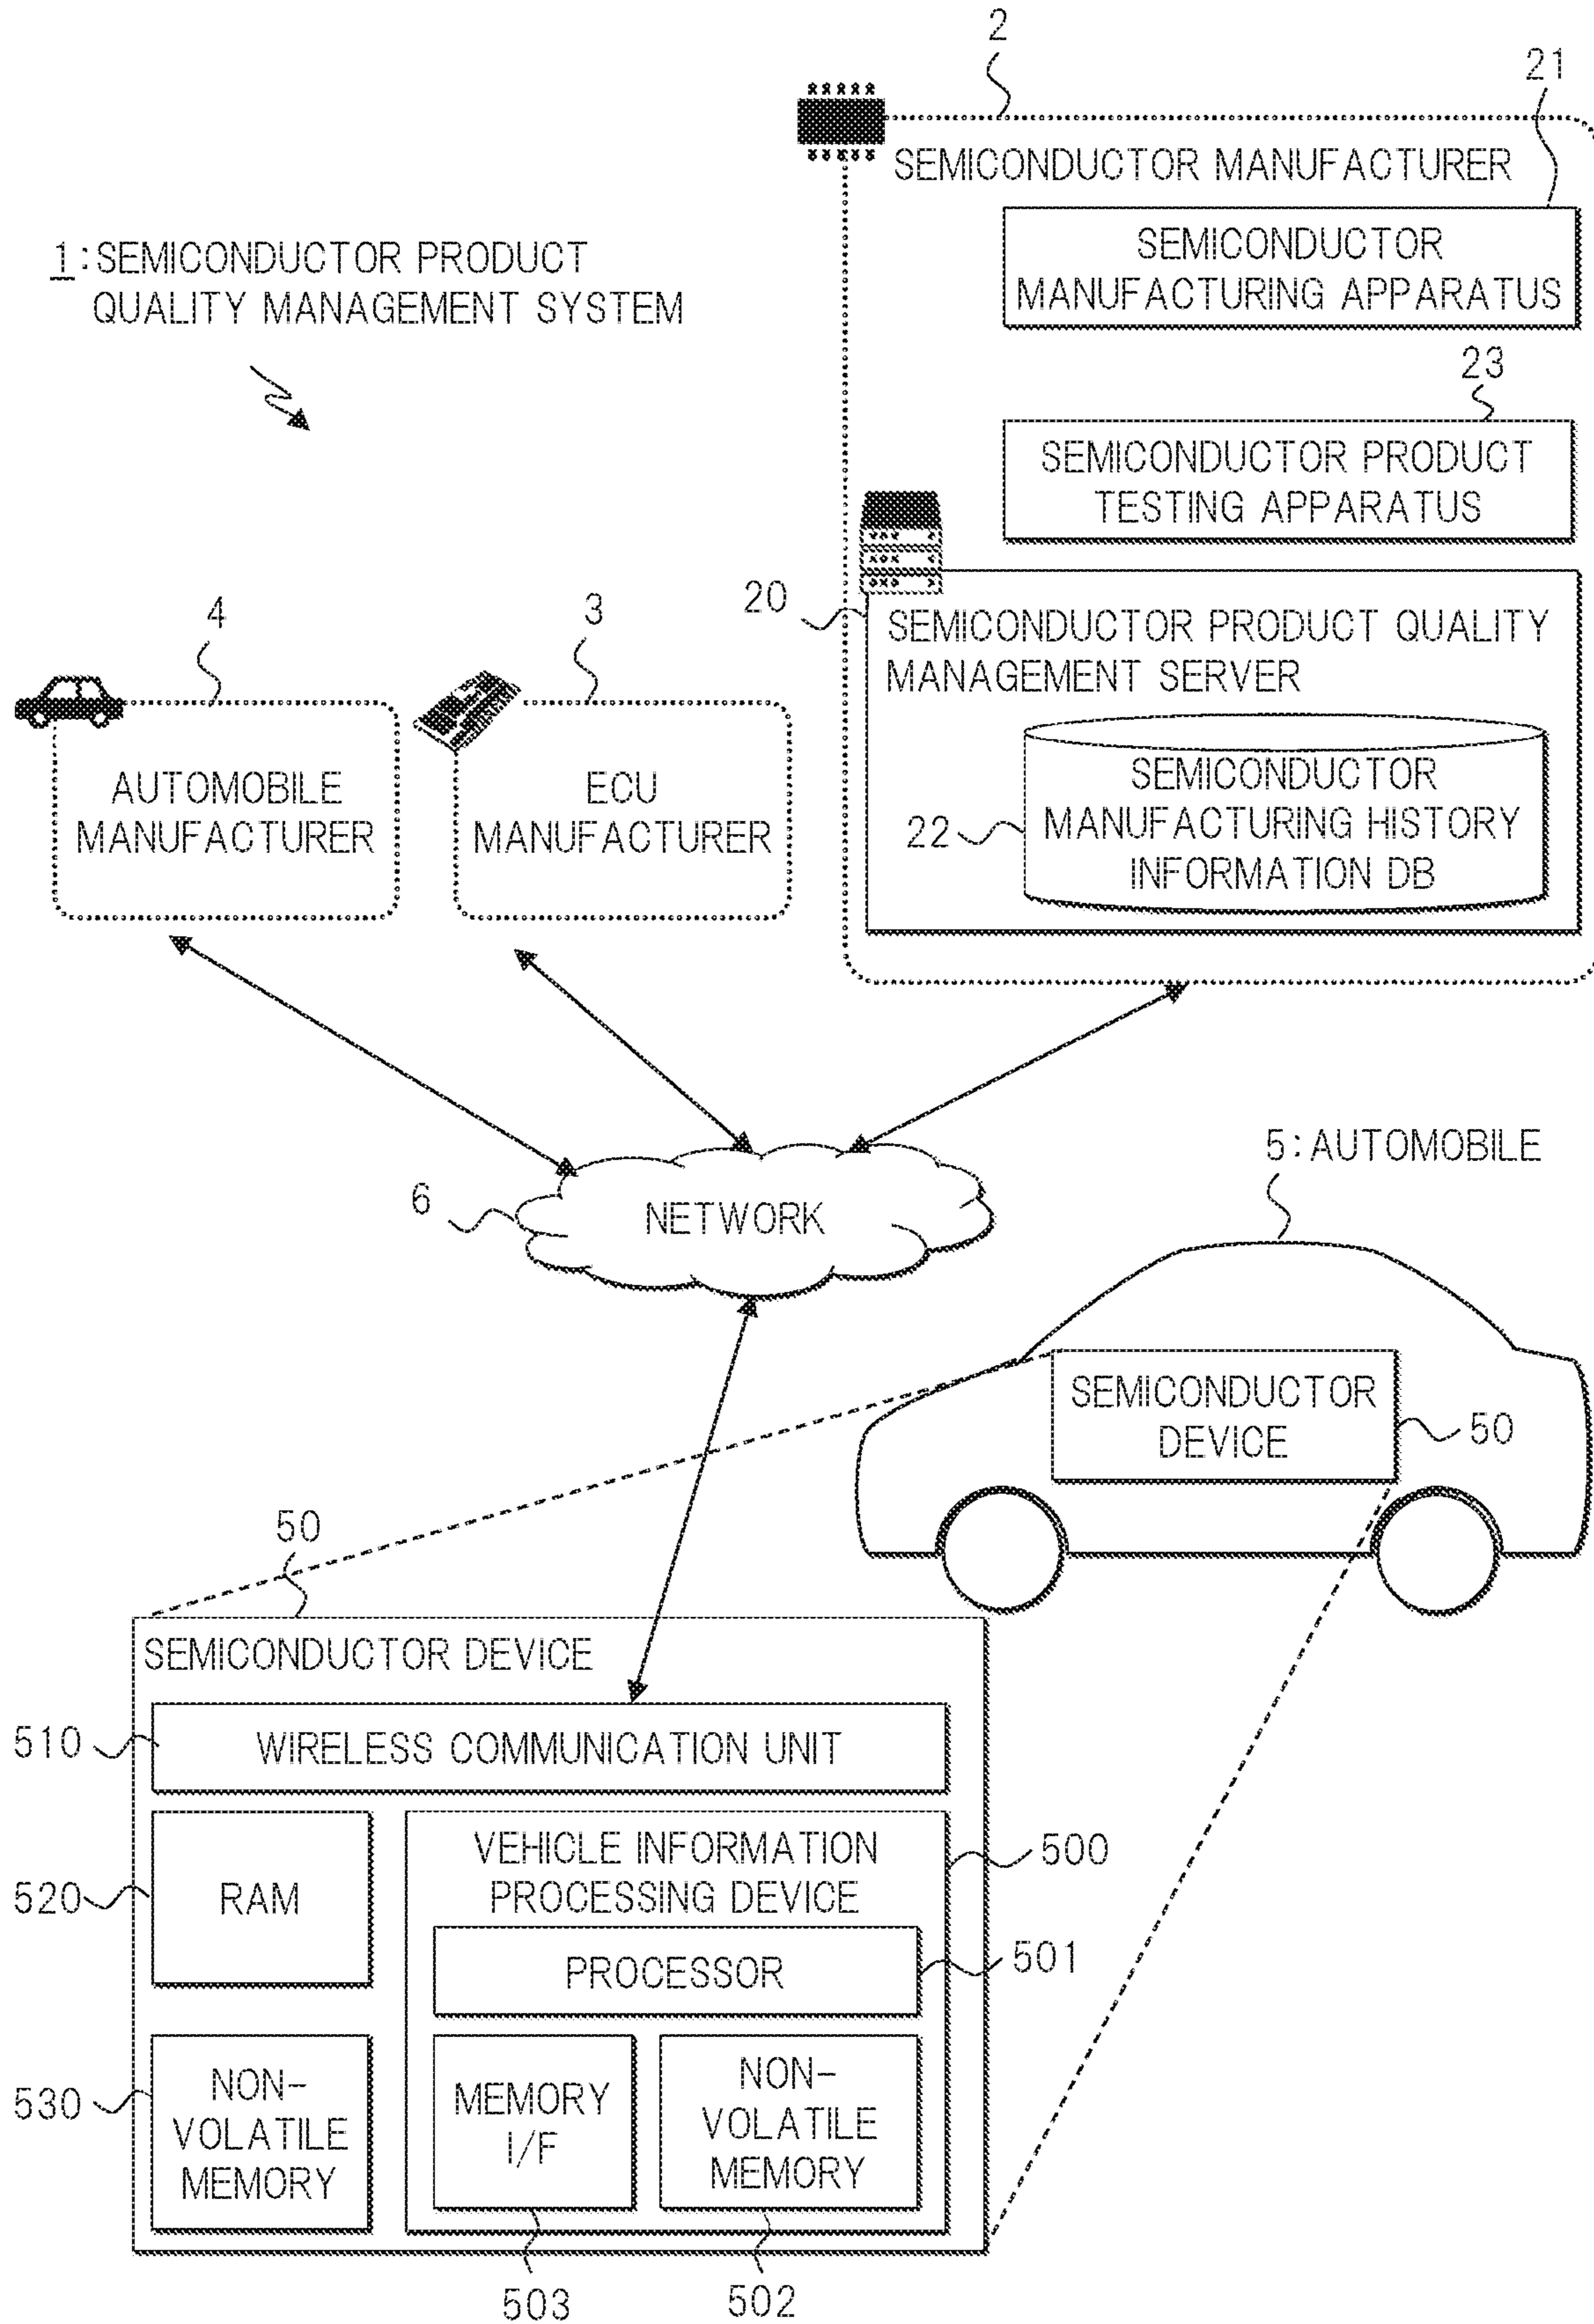 2
21
SEMICONDUCTOR MANUFACTURER
SEMICONDUCTOR
MANUFACTURING APPARATUS
1:SEMICONDUCTOR PRODUCT
QUALITY MANAGEMENT SYSTEM
23
SEMICONDUCTOR PRODUCT
TESTING APPARATUS
20
SEMICONDUCTOR PRODUCT QUALITY
MANAGEMENT SERVER
22
SEMICONDUCTOR
MANUFACTURING HISTORY
INFORMATION DB
4
AUTOMOBILE
MANUFACTURER
3
ECU
MANUFACTURER
6
NETWORK
5:AUTOMOBILE
SEMICONDUCTOR
DEVICE
50
50
SEMICONDUCTOR DEVICE
510
WIRELESS COMMUNICATION UNIT
520
RAM
VEHICLE INFORMATION
PROCESSING DEVICE
500
PROCESSOR
501
530
NON-
VOLATILE
MEMORY
MEMORY
I/F
NON-
VOLATILE
MEMORY
503
502